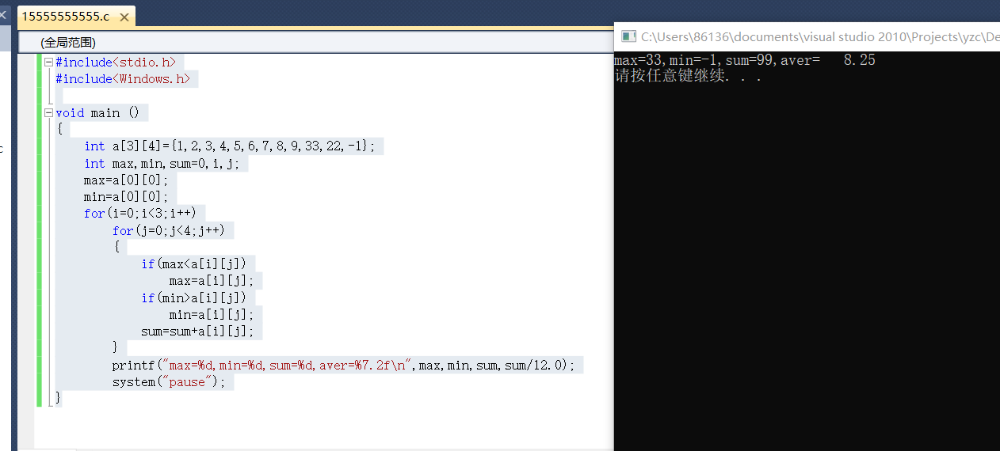 15555555555.c
(全局范围)
#include<stdio.h>
#include<Windows.h>
void main ()
{
int a[3][4]={1,2,3,4,5,6,7,8,9,33,22,-1};
int max,min,sum=0,i,j;
max=a[0][0];
min=a[0][0];
for(i=0;i<3;i++)
for(j=0;j<4;j++)
{
if(max<a[i][j])
max=a[i][j];
if(min>a[i][j])
min=a[i][j];
sum=sum+a[i][j];
}
printf("max=%d,min=%d,sum=%d,aver=%7.2f\n",max,min,sum,sum/12.0);
system("pause");
}
C:\Users\86136\documents\visual studio 2010\Projects\yzc\De
max=33,min=-1,sum=99,aver=   8.25
请按任意键继续. . .